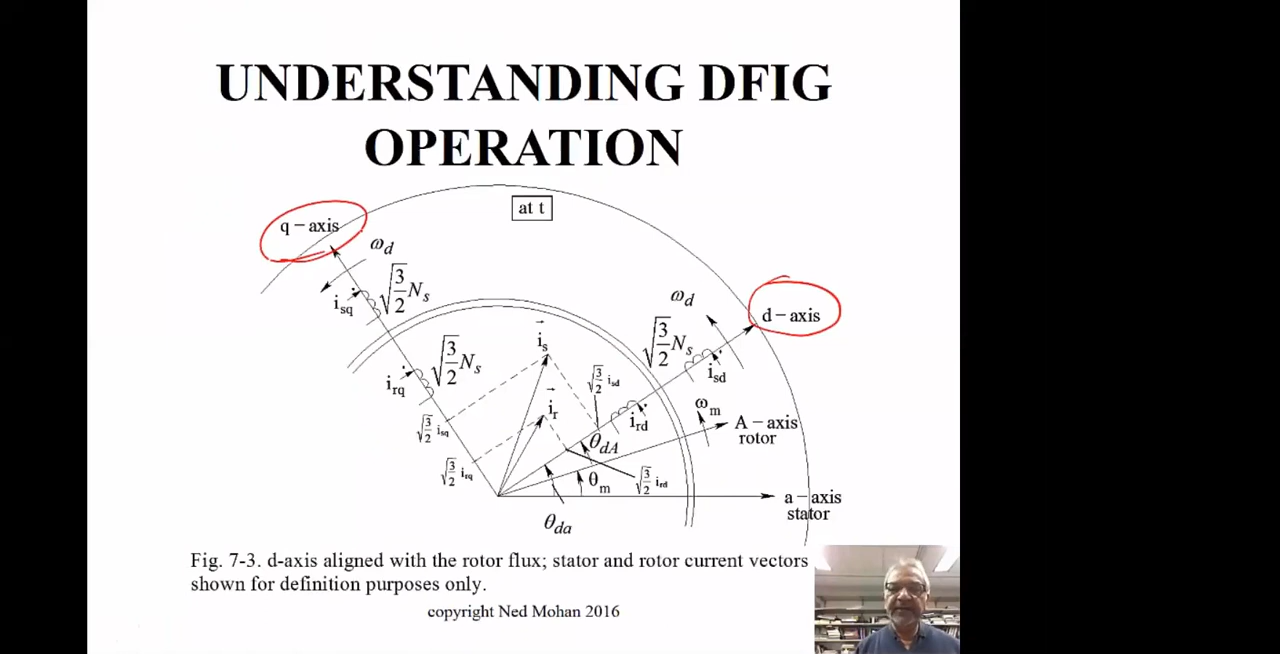 UNDERSTANDING DFIG
OPERATION
at t
q – axis
ω_d
√(3/2) N_s
i_sq
ω_d
d – axis
√(3/2) N_s
i_sd
√(3/2) N_s
i_rq
i_s
√(3/2) i_sd
i_r
i_rd
ω_m
A – axis
rotor
√(3/2) i_sq
θ_dA
√(3/2) i_rq
θ_m
√(3/2) i_rd
a – axis
stator
θ_da
Fig. 7-3. d-axis aligned with the rotor flux; stator and rotor current vectors
shown for definition purposes only.
copyright Ned Mohan 2016